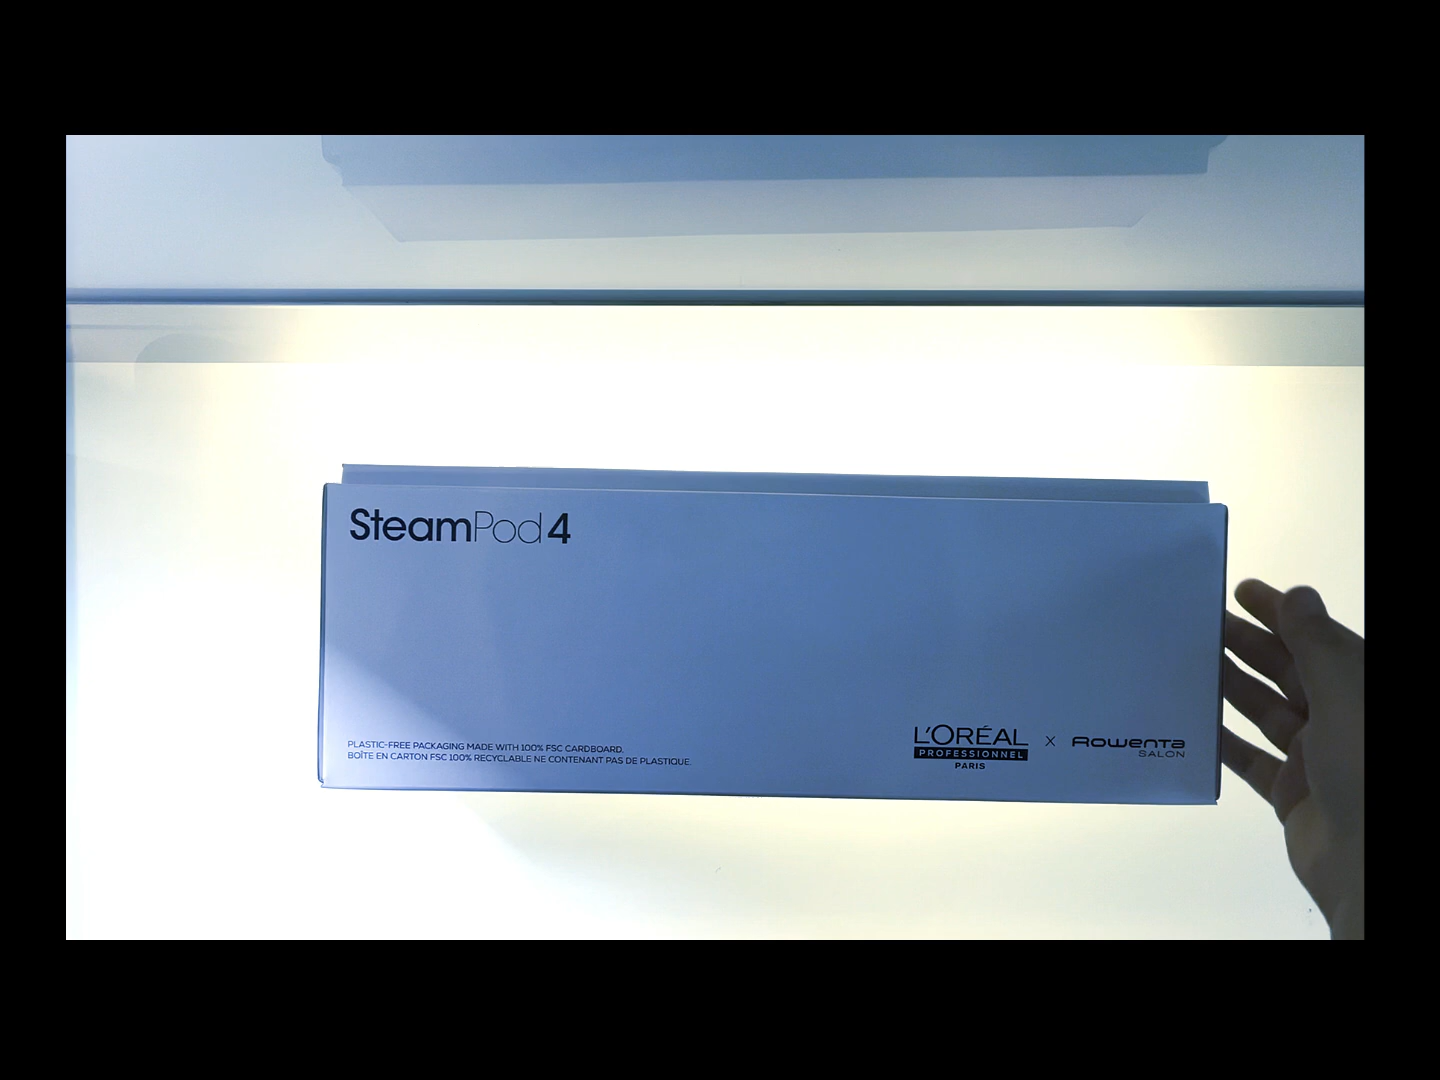 SteamPod 4
PLASTIC-FREE PACKAGING MADE WITH 100% FSC CARDBOARD.
BOÎTE EN CARTON FSC 100% RECYCLABLE NE CONTENANT PAS DE PLASTIQUE.
L'ORÉAL
PROFESSIONNEL
PARIS
X
Rowenta
SALON